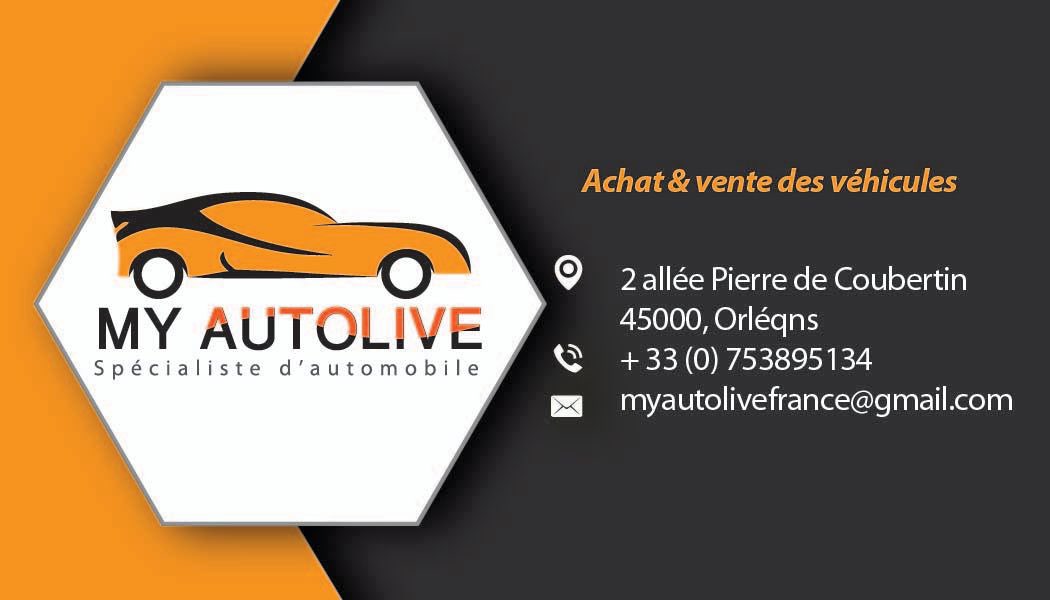 MY AUTOLIVE
Spécialiste d'automobile
Achat & vente des véhicules
2 allée Pierre de Coubertin
45000, Orléqns
+ 33 (0) 753895134
myautolivefrance@gmail.com